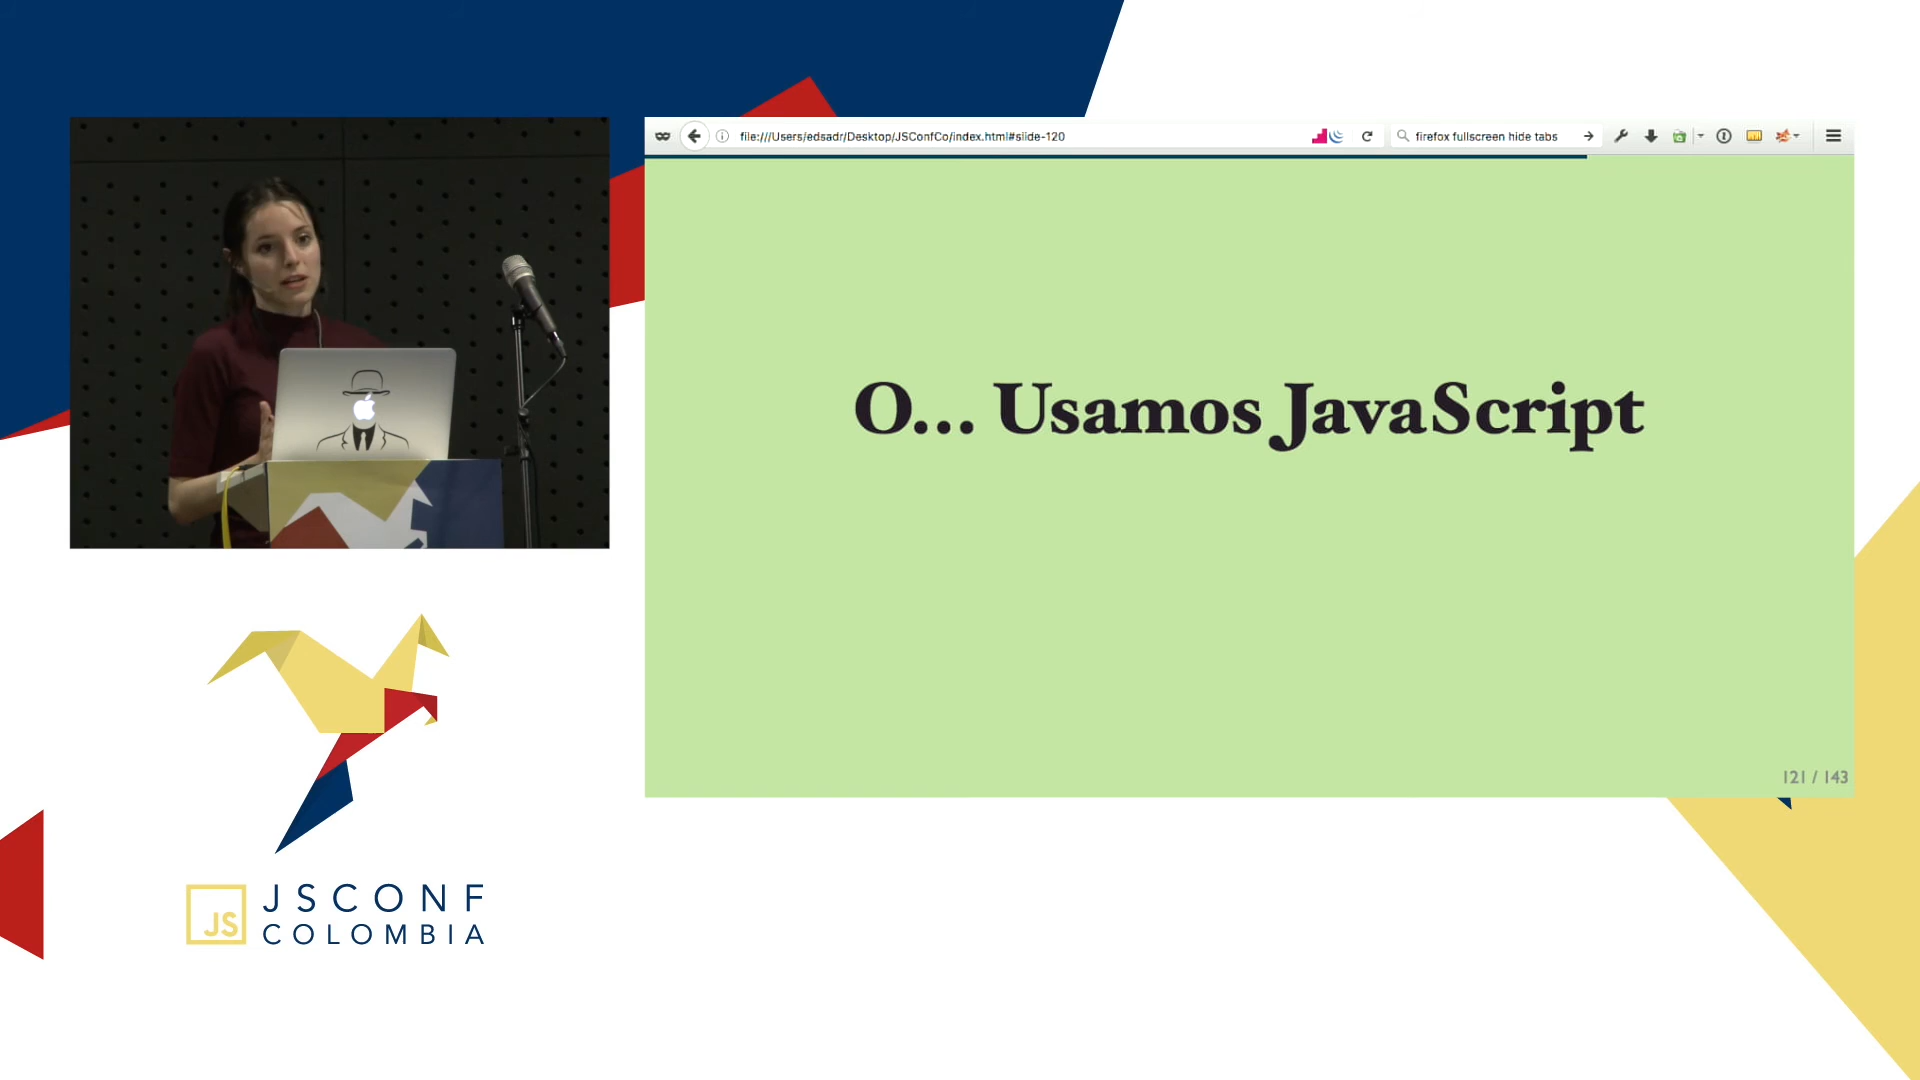 file:///Users/edsadr/Desktop/JSConfCo/index.html#slide-120
firefox fullscreen hide tabs
O... Usamos JavaScript
121 / 143
JS
JSCONF
COLOMBIA